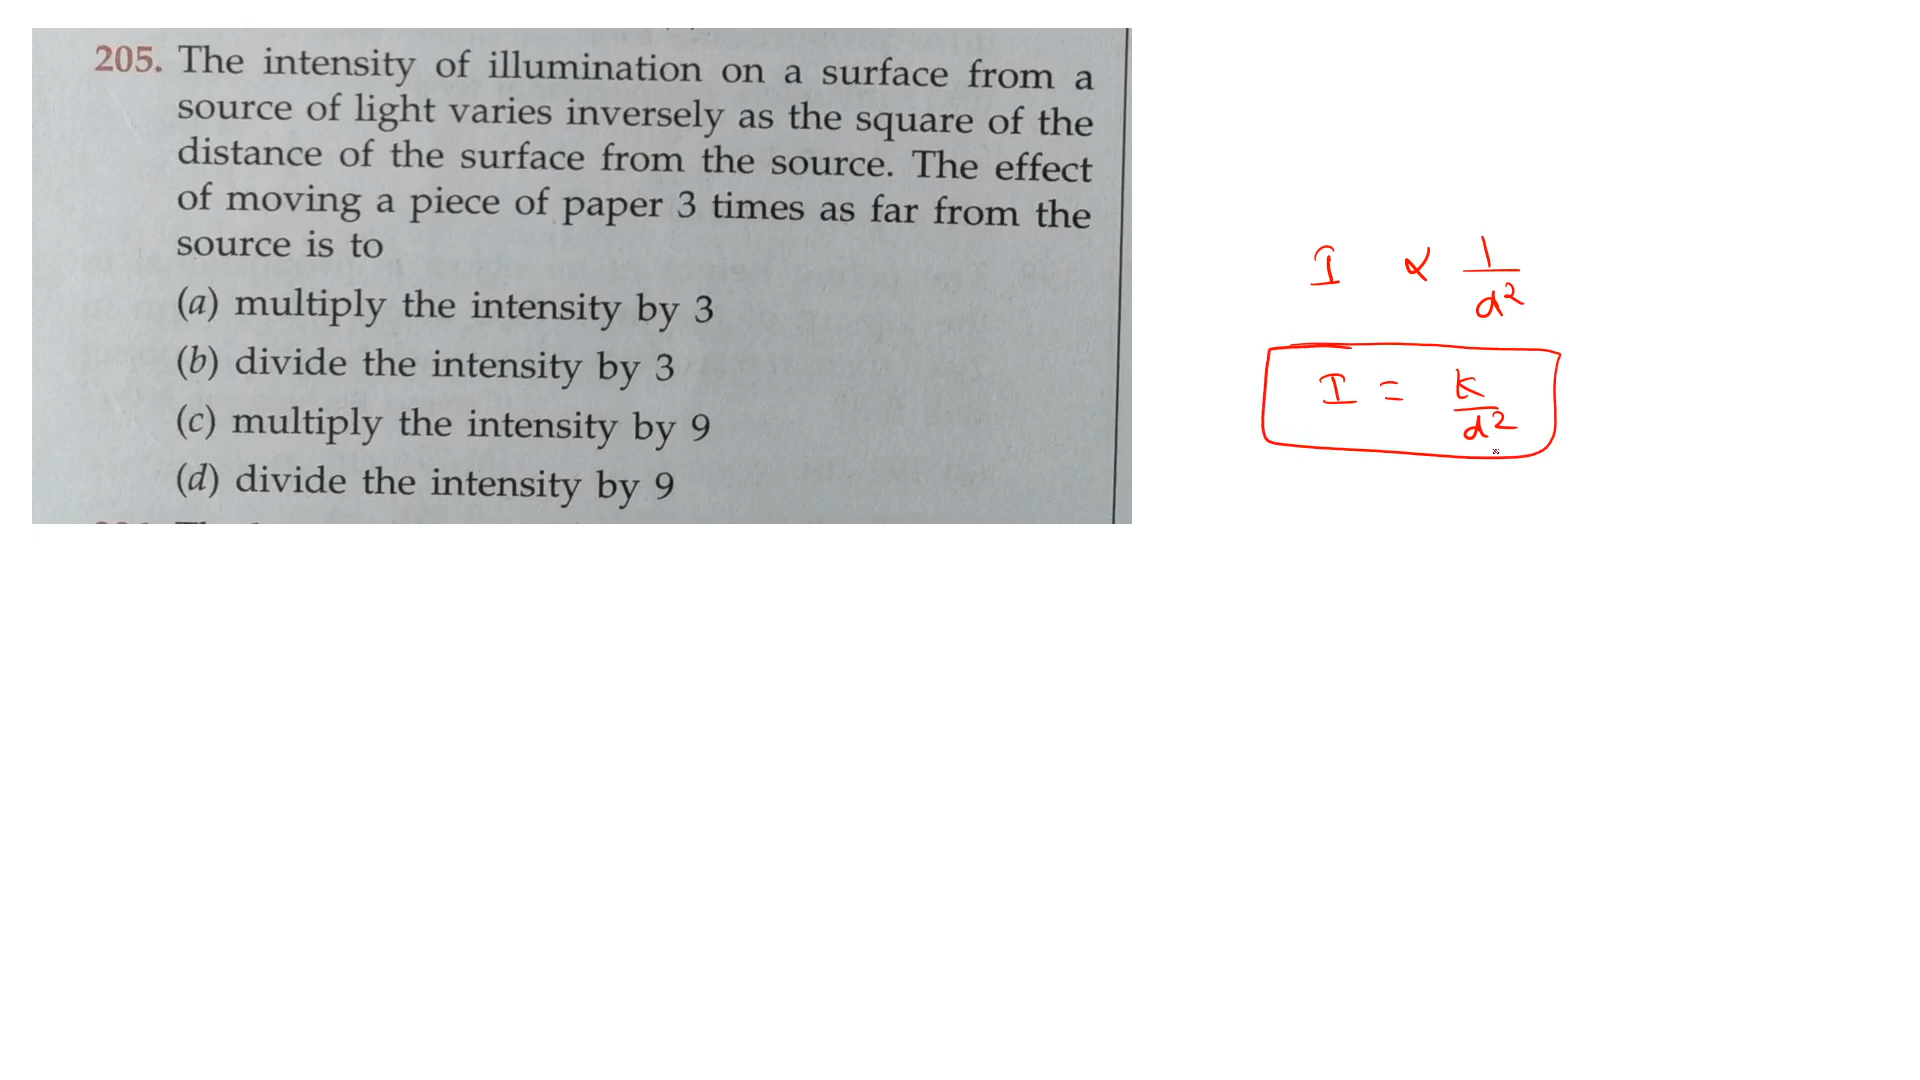 205. The intensity of illumination on a surface from a
source of light varies inversely as the square of the
distance of the surface from the source. The effect
of moving a piece of paper 3 times as far from the
source is to
(a) multiply the intensity by 3
(b) divide the intensity by 3
(c) multiply the intensity by 9
(d) divide the intensity by 9
I ∝ 1/d²
I = k/d²